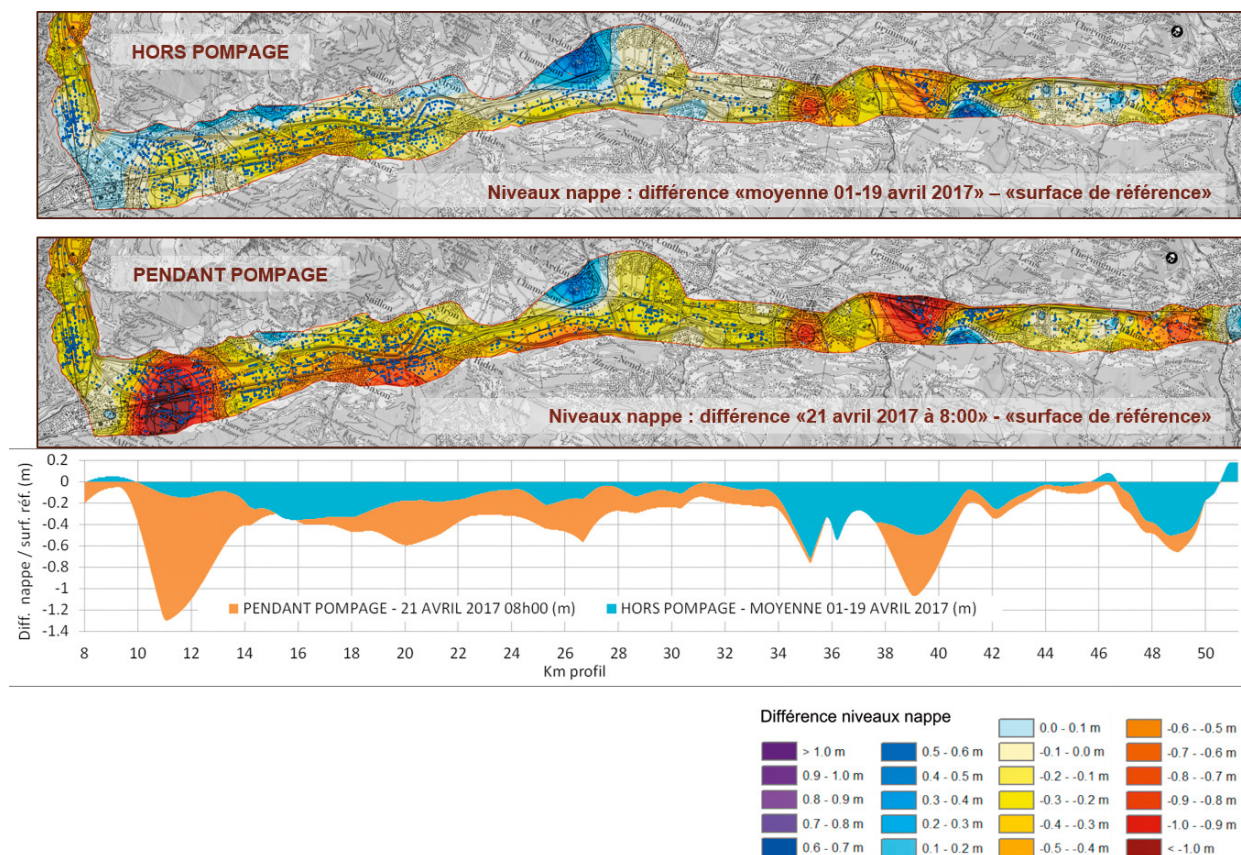 HORS POMPAGE
Niveaux nappe : différence «moyenne 01-19 avril 2017» – «surface de référence»
PENDANT POMPAGE
Niveaux nappe : différence «21 avril 2017 à 8:00» - «surface de référence»
Diff. nappe / surf. réf. (m)
0.2
0
-0.2
-0.4
-0.6
-0.8
-1
-1.2
-1.4
PENDANT POMPAGE - 21 AVRIL 2017 08h00 (m)
HORS POMPAGE - MOYENNE 01-19 AVRIL 2017 (m)
8 10 12 14 16 18 20 22 24 26 28 30 32 34 36 38 40 42 44 46 48 50
Km profil
Différence niveaux nappe
> 1.0 m
0.9 - 1.0 m
0.8 - 0.9 m
0.7 - 0.8 m
0.6 - 0.7 m
0.5 - 0.6 m
0.4 - 0.5 m
0.3 - 0.4 m
0.2 - 0.3 m
0.1 - 0.2 m
0.0 - 0.1 m
-0.1 - 0.0 m
-0.2 - -0.1 m
-0.3 - -0.2 m
-0.4 - -0.3 m
-0.5 - -0.4 m
-0.6 - -0.5 m
-0.7 - -0.6 m
-0.8 - -0.7 m
-0.9 - -0.8 m
-1.0 - -0.9 m
< -1.0 m